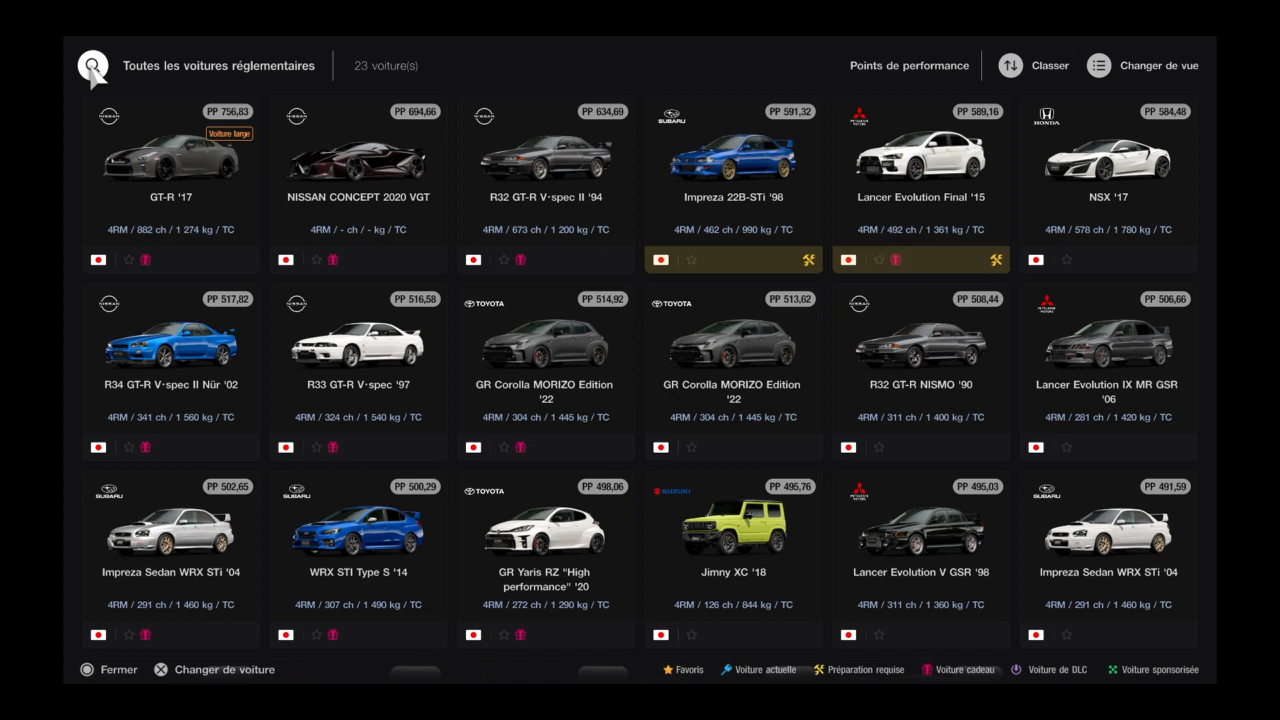 Toutes les voitures réglementaires
23 voiture(s)
Points de performance
Classer
Changer de vue
PP 756,83
Voiture large
GT-R '17
4RM / 882 ch / 1 274 kg / TC
PP 694,66
NISSAN CONCEPT 2020 VGT
4RM / - ch / - kg / TC
PP 634,69
R32 GT-R V・spec II '94
4RM / 673 ch / 1 200 kg / TC
SUBARU
PP 591,32
Impreza 22B-STi '98
4RM / 462 ch / 990 kg / TC
MITSUBISHI
MOTORS
PP 589,16
Lancer Evolution Final '15
4RM / 492 ch / 1 361 kg / TC
HONDA
PP 584,48
NSX '17
4RM / 578 ch / 1 780 kg / TC
NISSAN
PP 517,82
R34 GT-R V・spec II Nür '02
4RM / 341 ch / 1 560 kg / TC
NISSAN
PP 516,58
R33 GT-R V・spec '97
4RM / 324 ch / 1 540 kg / TC
TOYOTA
PP 514,92
GR Corolla MORIZO Edition
'22
4RM / 304 ch / 1 445 kg / TC
TOYOTA
PP 513,62
GR Corolla MORIZO Edition
'22
4RM / 304 ch / 1 445 kg / TC
NISSAN
PP 508,44
R32 GT-R NISMO '90
4RM / 311 ch / 1 400 kg / TC
MITSUBISHI
MOTORS
PP 506,66
Lancer Evolution IX MR GSR
'06
4RM / 281 ch / 1 420 kg / TC
SUBARU
PP 502,65
Impreza Sedan WRX STi '04
4RM / 291 ch / 1 460 kg / TC
SUBARU
PP 500,29
WRX STI Type S '14
4RM / 307 ch / 1 490 kg / TC
TOYOTA
PP 498,06
GR Yaris RZ "High
performance" '20
4RM / 272 ch / 1 290 kg / TC
SUZUKI
PP 495,76
Jimny XC '18
4RM / 126 ch / 844 kg / TC
MITSUBISHI
MOTORS
PP 495,03
Lancer Evolution V GSR '98
4RM / 311 ch / 1 360 kg / TC
SUBARU
PP 491,59
Impreza Sedan WRX STi '04
4RM / 291 ch / 1 460 kg / TC
Fermer
Changer de voiture
Favoris
Voiture actuelle
Préparation requise
Voiture cadeau
Voiture de DLC
Voiture sponsorisée